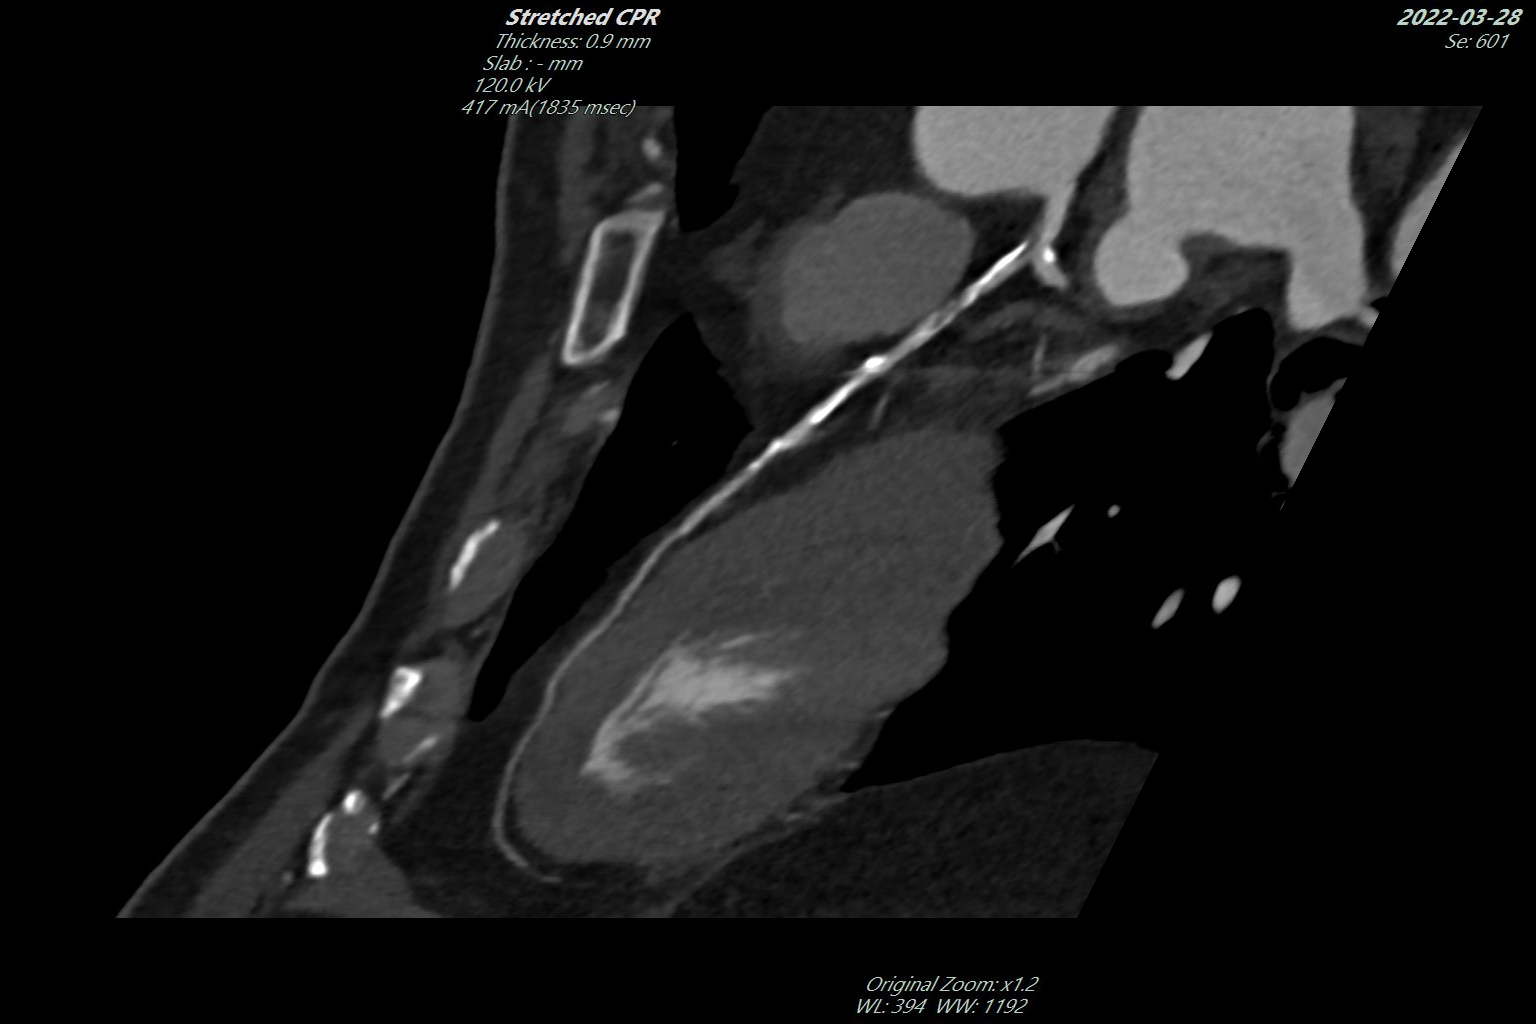 Stretched CPR
Thickness: 0.9 mm
Slab : - mm
120.0 kV
417 mA(1835 msec)
2022-03-28
Se: 601
Original Zoom: x1.2
WL: 394 WW: 1192